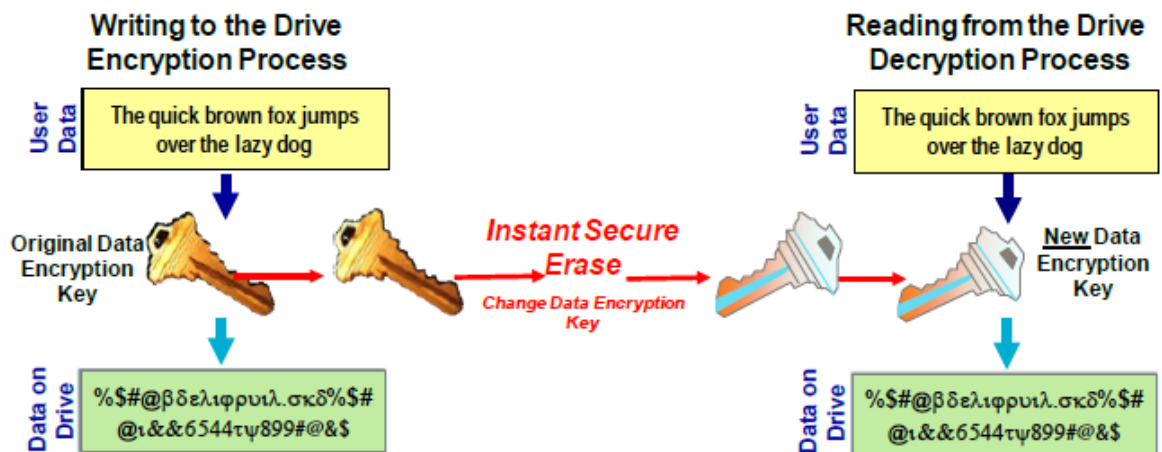 Writing to the Drive
Encryption Process
User
Data
The quick brown fox jumps
over the lazy dog
Original Data
Encryption
Key
%$#@βδελιφρυιλ.σκδ%$#
@ι&&6544τψ899#@&$
Data on
Drive
Instant Secure
Erase
Change Data Encryption
Key
Reading from the Drive
Decryption Process
User
Data
The quick brown fox jumps
over the lazy dog
New Data
Encryption
Key
%$#@βδελιφρυιλ.σκδ%$#
@ι&&6544τψ899#@&$
Data on
Drive